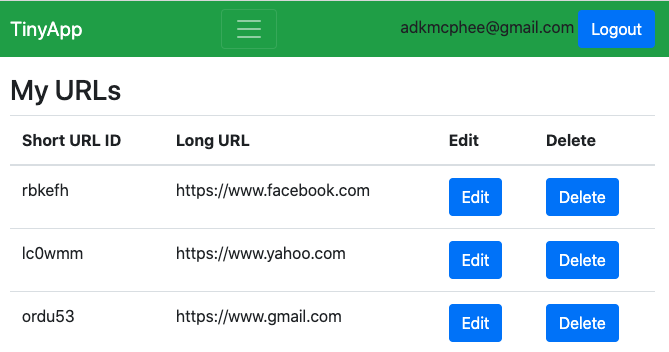 TinyApp adkmcphee@gmail.com Logout
My URLs
Short URL ID Long URL Edit Delete
rbkefh https://www.facebook.com Edit Delete
lc0wmm https://www.yahoo.com Edit Delete
ordu53 https://www.gmail.com Edit Delete